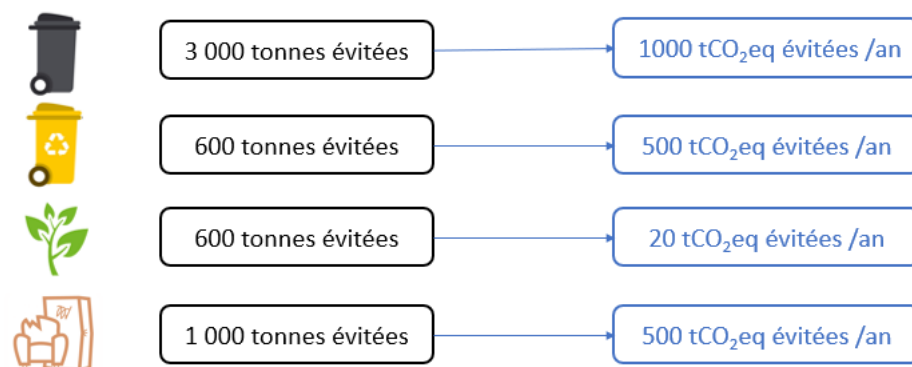 3 000 tonnes évitées
1000 tCO₂eq évitées /an
600 tonnes évitées
500 tCO₂eq évitées /an
600 tonnes évitées
20 tCO₂eq évitées /an
1 000 tonnes évitées
500 tCO₂eq évitées /an